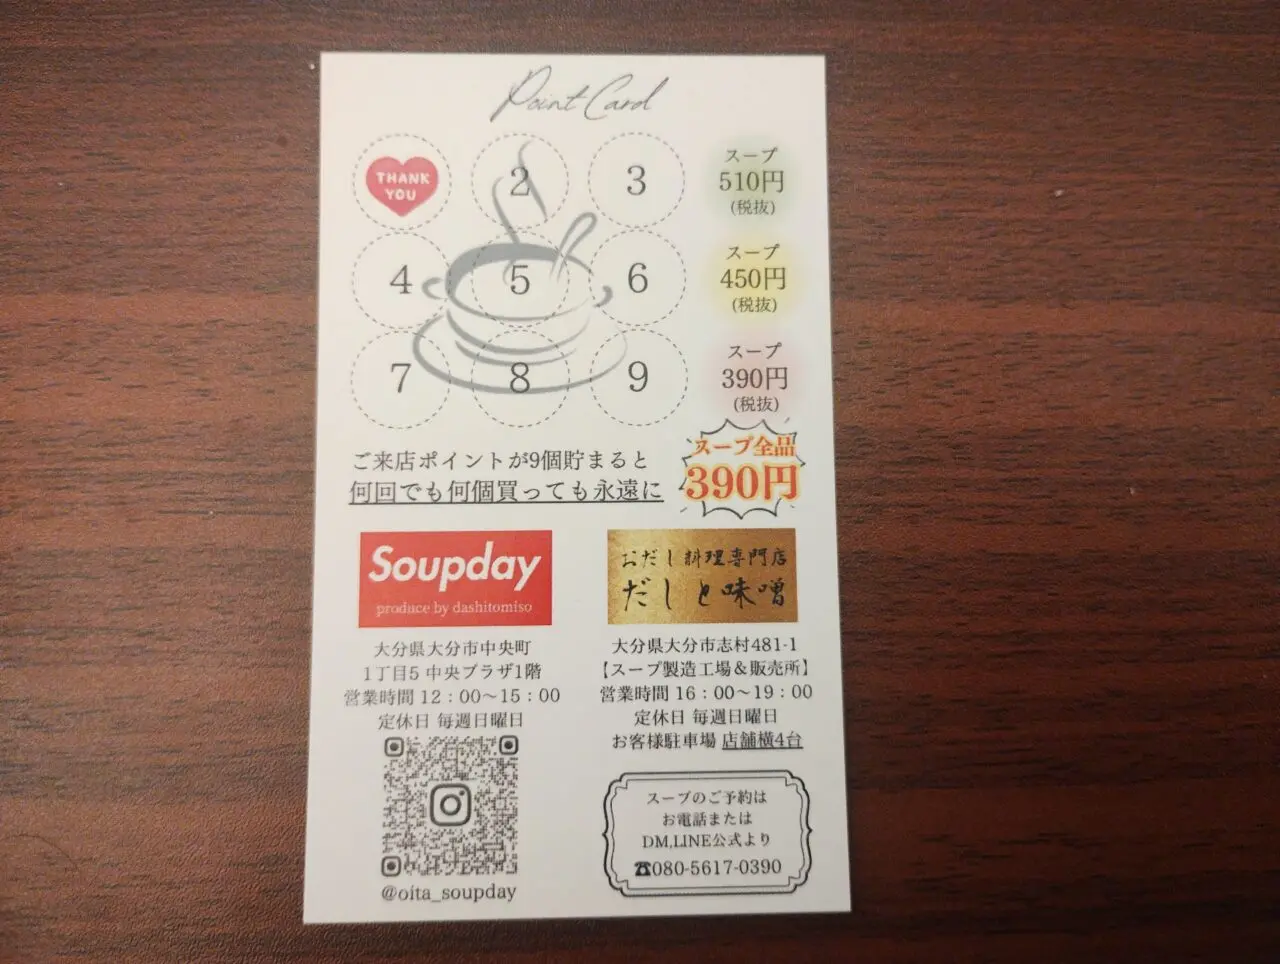 Point Card
THANK
YOU
2
3
スープ
510円
(税抜)
4
5
6
スープ
450円
(税抜)
7
8
9
スープ
390円
(税抜)
ご来店ポイントが9個貯まると
何回でも何個買っても永遠に
スープ全品
390円
Soupday
produce by dashitomiso
大分県大分市中央町
1丁目5 中央プラザ1階
営業時間 12:00〜15:00
定休日 毎週日曜日
@oita_soupday
おだし料理専門店
だしと味噌
大分県大分市志村481-1
【スープ製造工場&販売所】
営業時間 16:00〜19:00
定休日 毎週日曜日
お客様駐車場 店舗横4台
スープのご予約は
お電話または
DM,LINE公式より
☎080-5617-0390